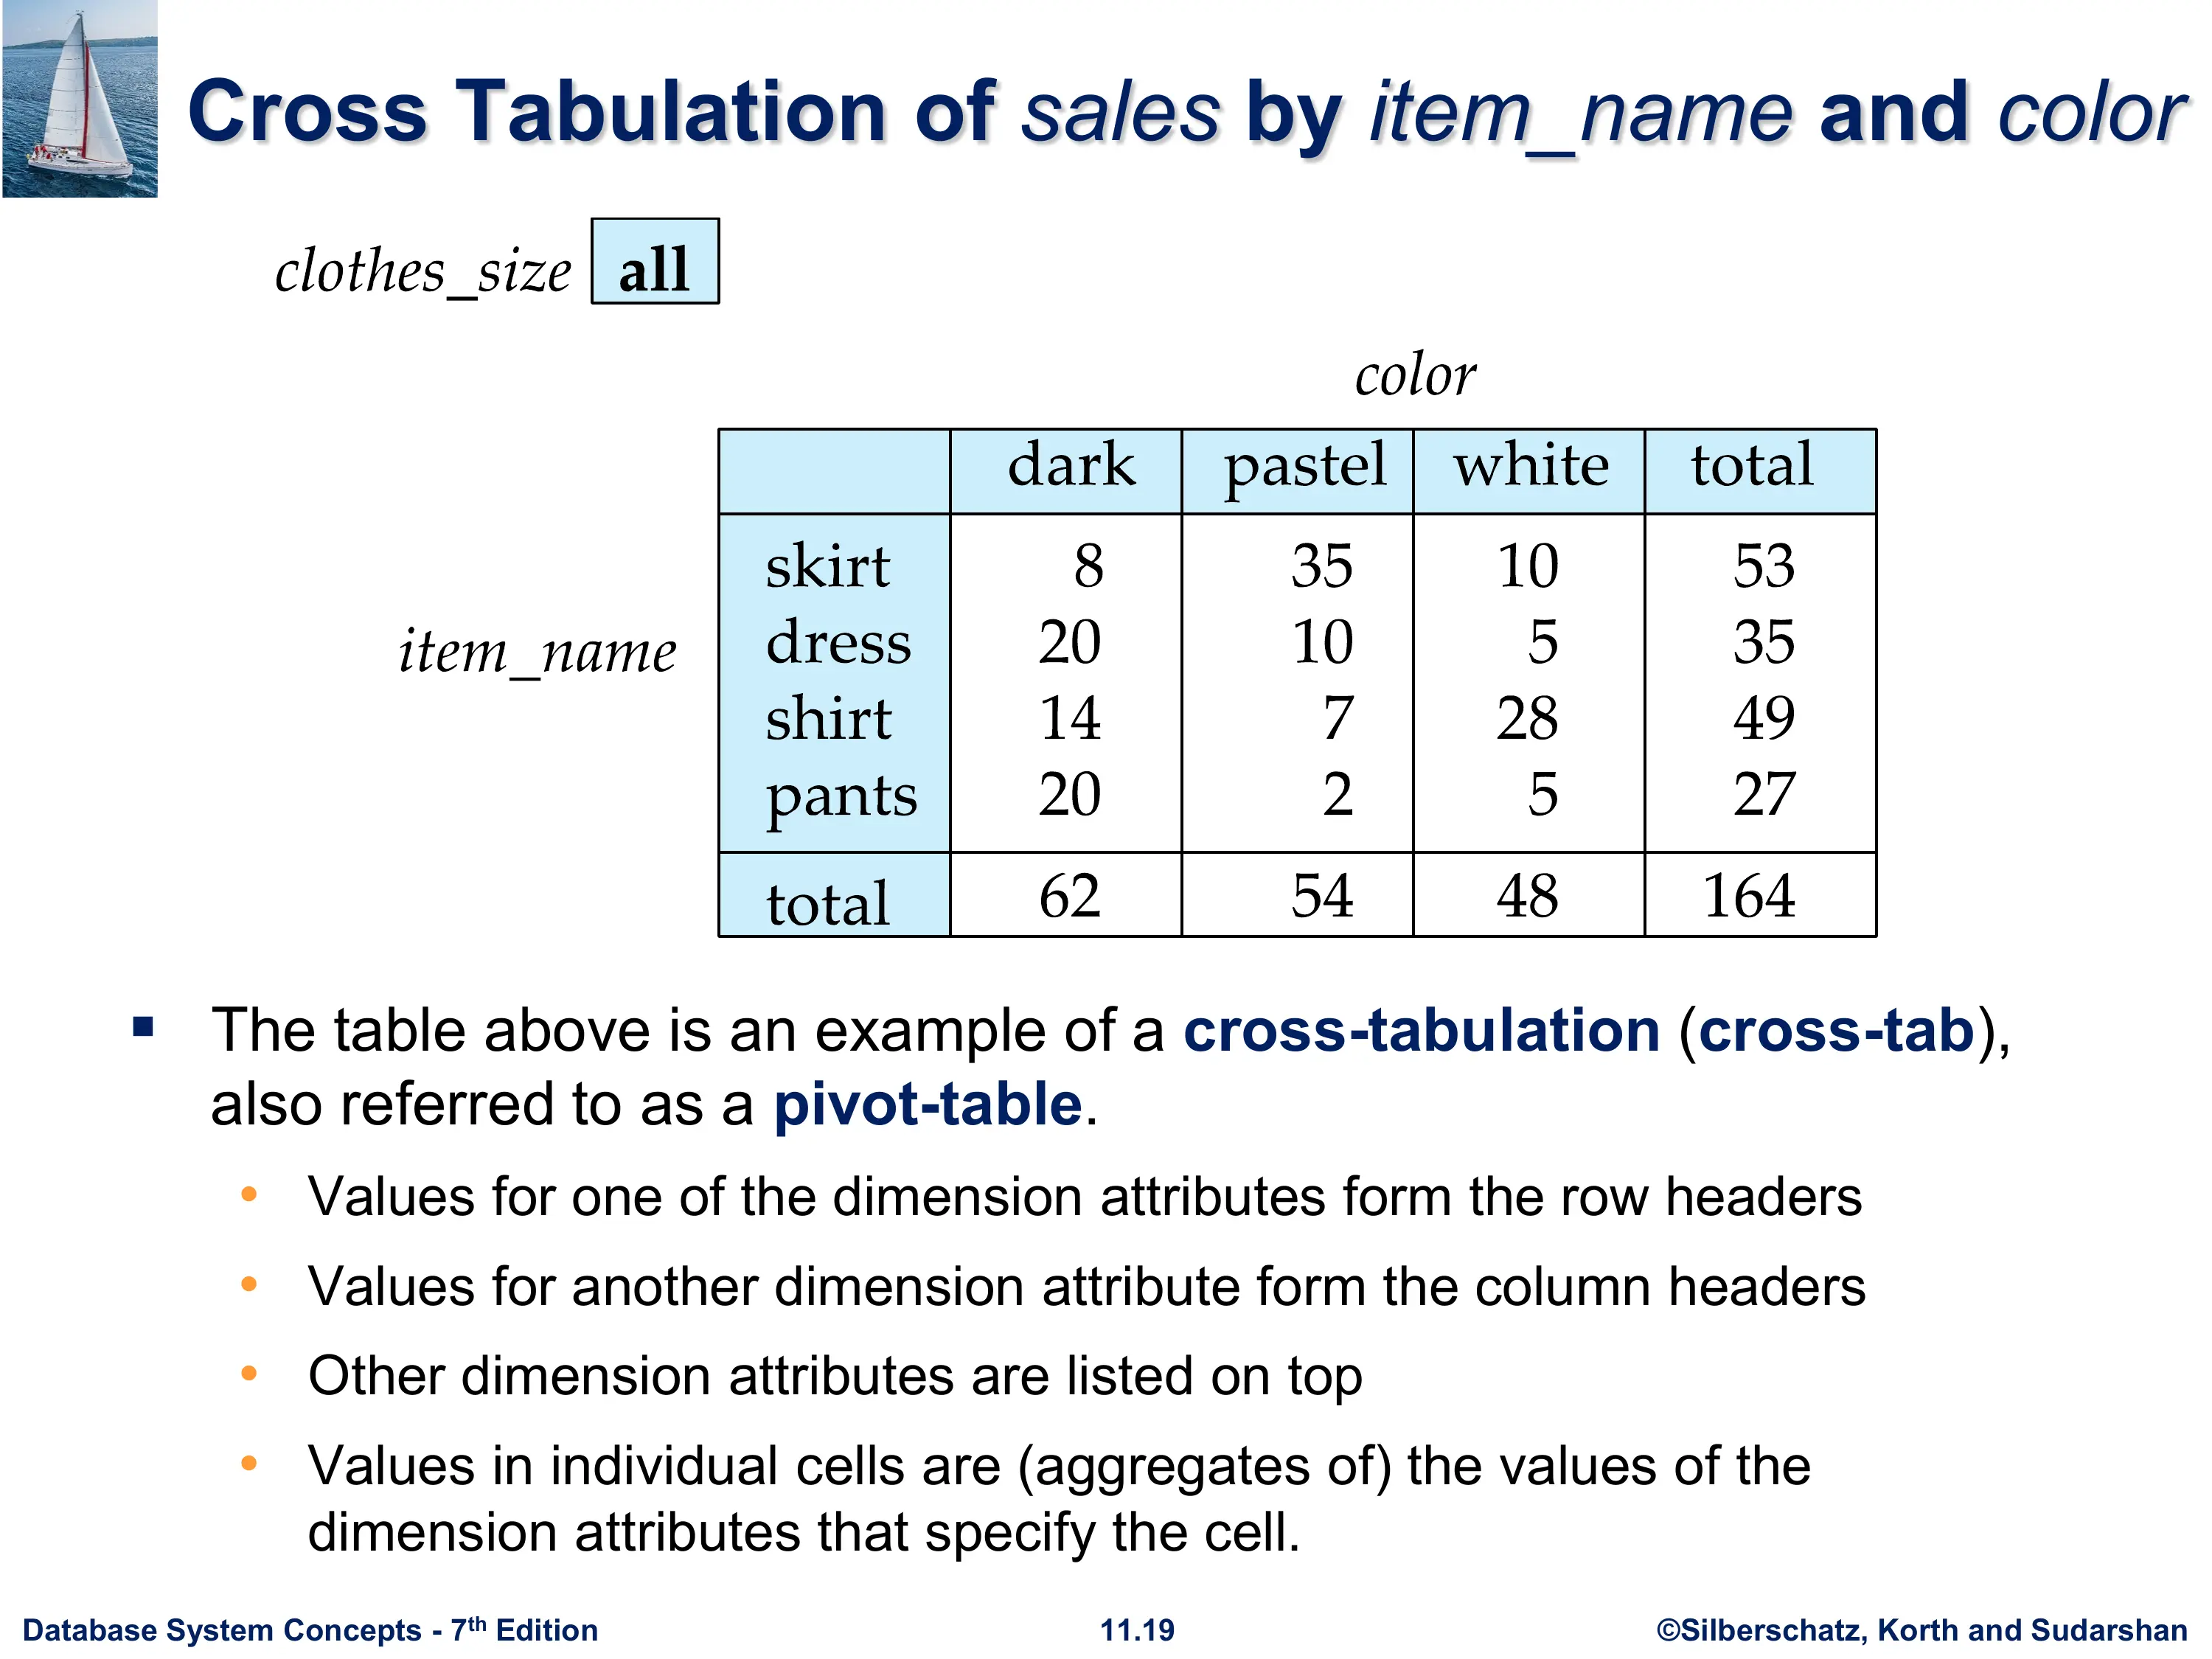 Cross Tabulation of sales by item_name and color
clothes_size all
color
dark pastel white total
skirt 8 35 10 53
dress 20 10 5 35
item_name
shirt 14 7 28 49
pants 20 2 5 27
total 62 54 48 164
▪ The table above is an example of a cross-tabulation (cross-tab),
also referred to as a pivot-table.
• Values for one of the dimension attributes form the row headers
• Values for another dimension attribute form the column headers
• Other dimension attributes are listed on top
• Values in individual cells are (aggregates of) the values of the
dimension attributes that specify the cell.
Database System Concepts - 7th Edition 11.19 ©Silberschatz, Korth and Sudarshan